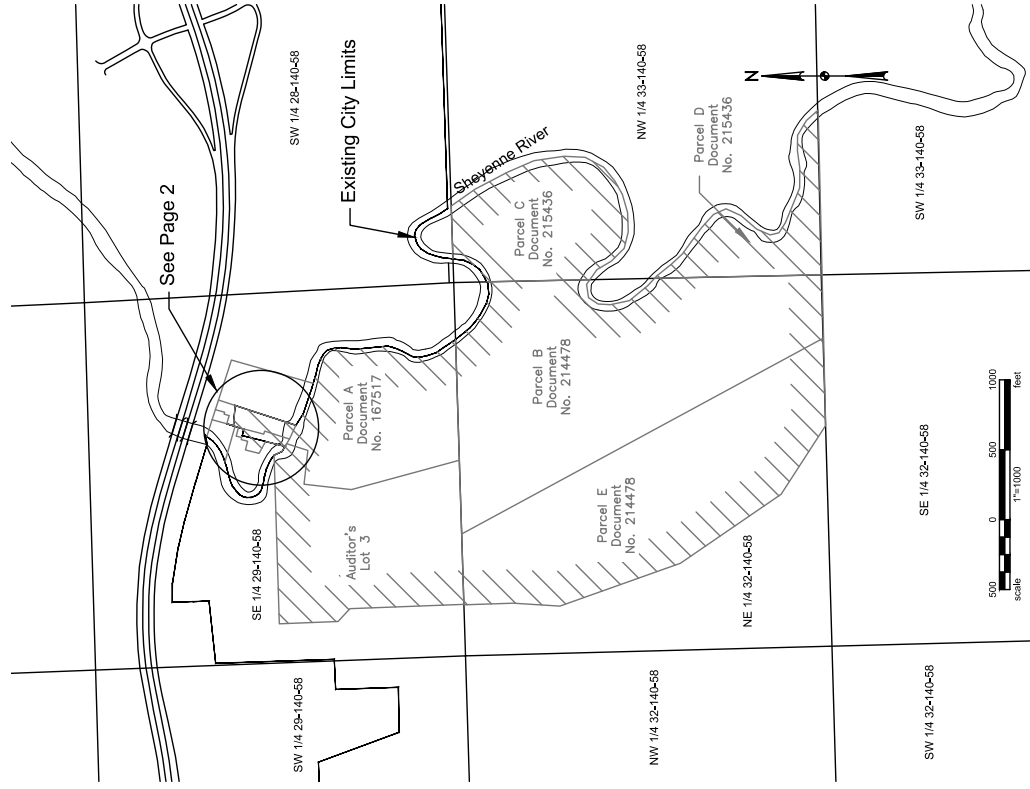 SW 1/4 28-140-58
See Page 2
Existing City Limits
Sheyenne River
NW 1/4 33-140-58
N
Parcel D
Document
No. 215436
Parcel C
Document
No. 215436
SW 1/4 33-140-58
Parcel A
Document
No. 167517
Parcel B
Document
No. 214478
Auditor's
Lot 3
Parcel E
Document
No. 214478
SE 1/4 29-140-58
NE 1/4 32-140-58
SE 1/4 32-140-58
SW 1/4 29-140-58
NW 1/4 32-140-58
SW 1/4 32-140-58
500
0
500
1000
scale
1"=1000
feet